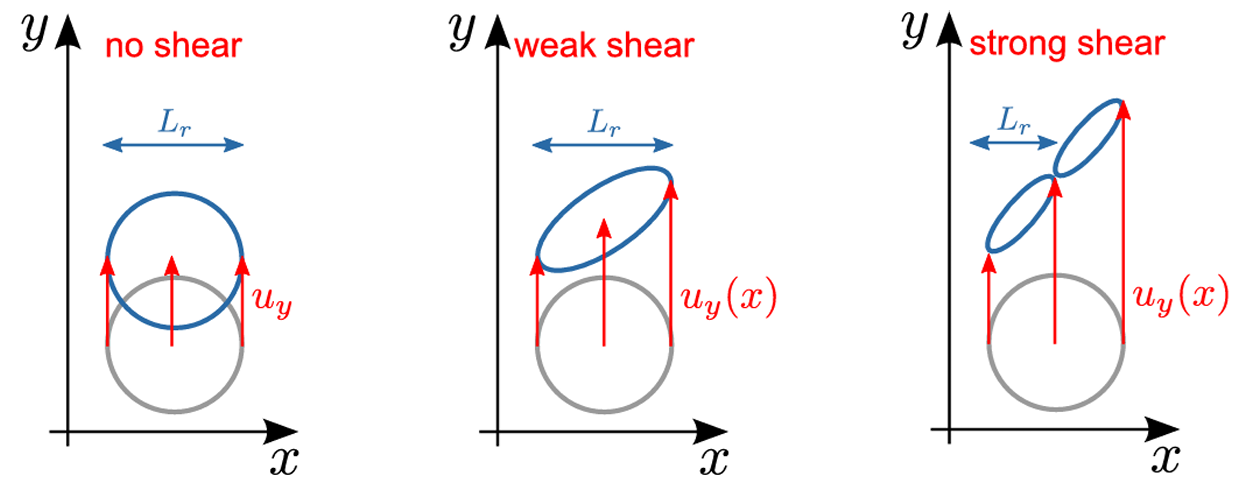 y
no shear
L_r
u_y
x
y
weak shear
L_r
u_y(x)
x
y
strong shear
L_r
u_y(x)
x